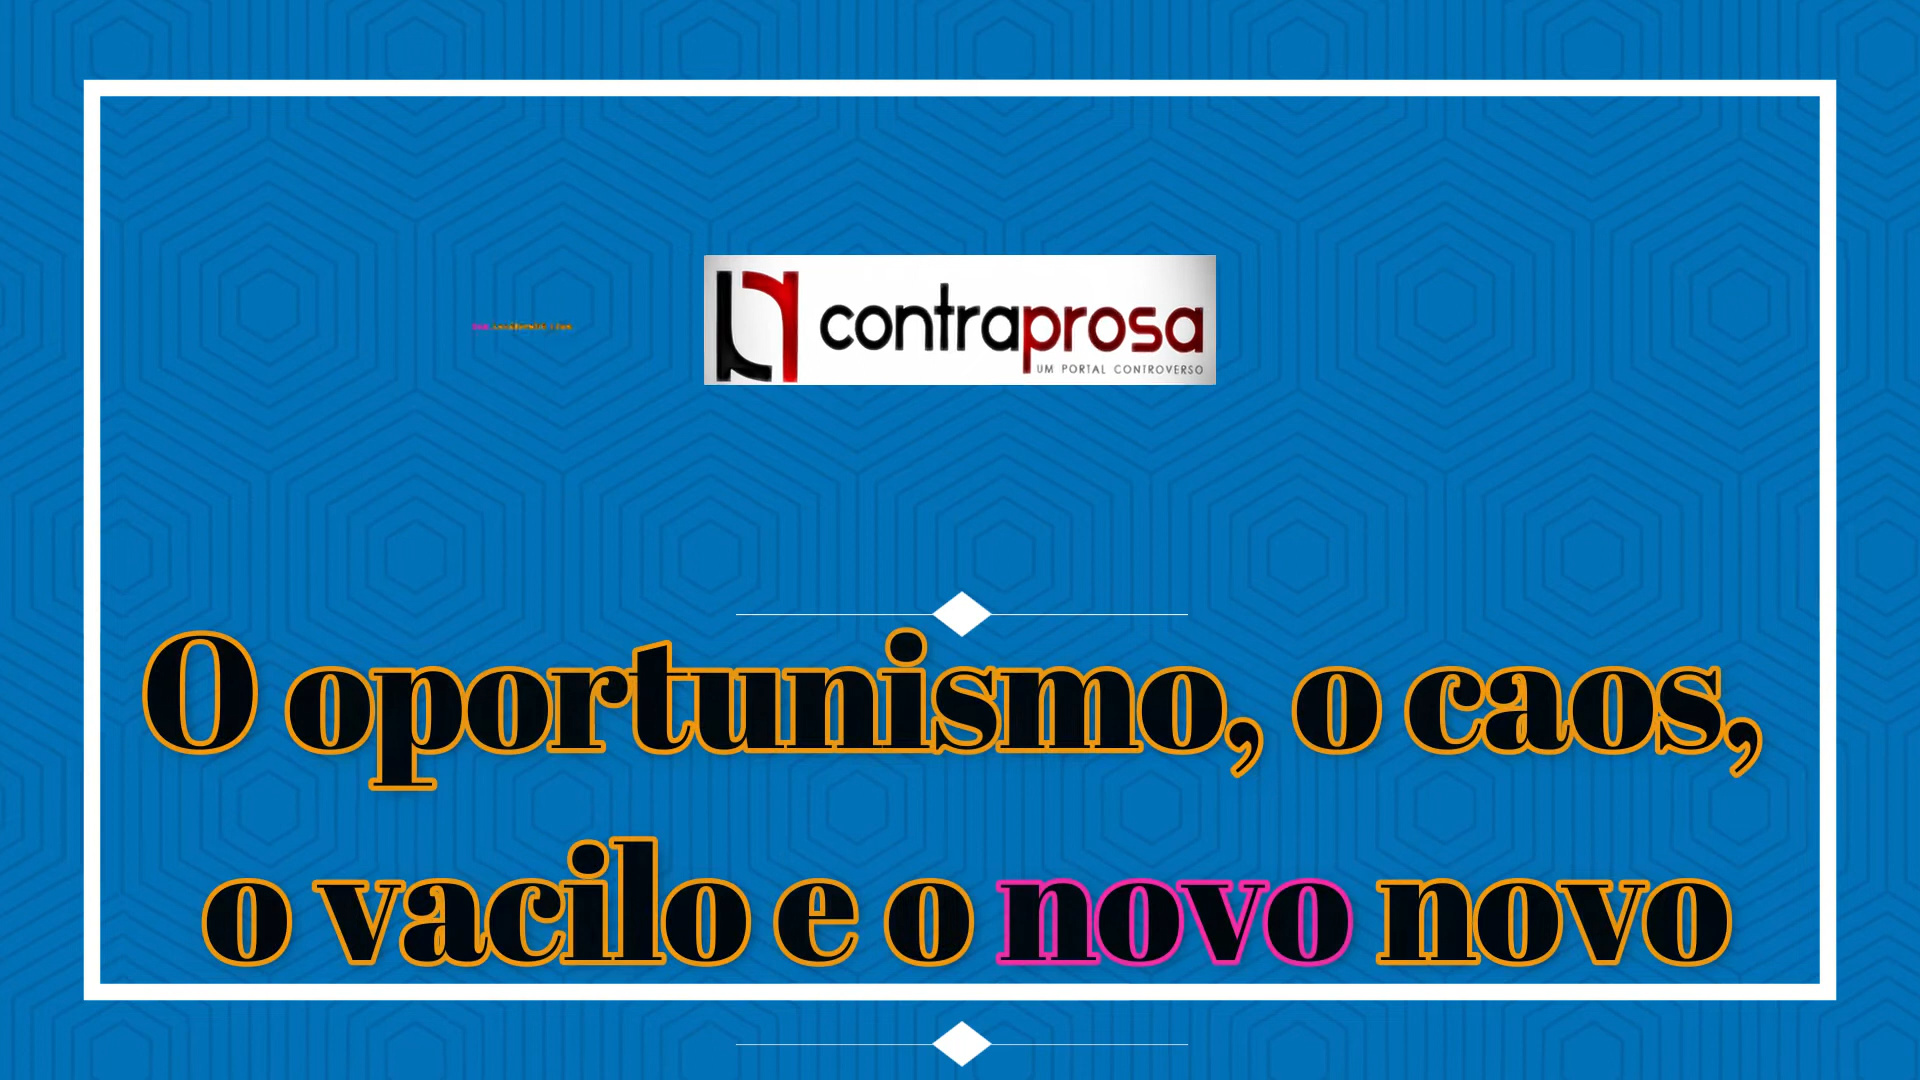 contraprosa
UM PORTAL CONTROVERSO
O oportunismo, o caos,
o vacilo e o novo novo